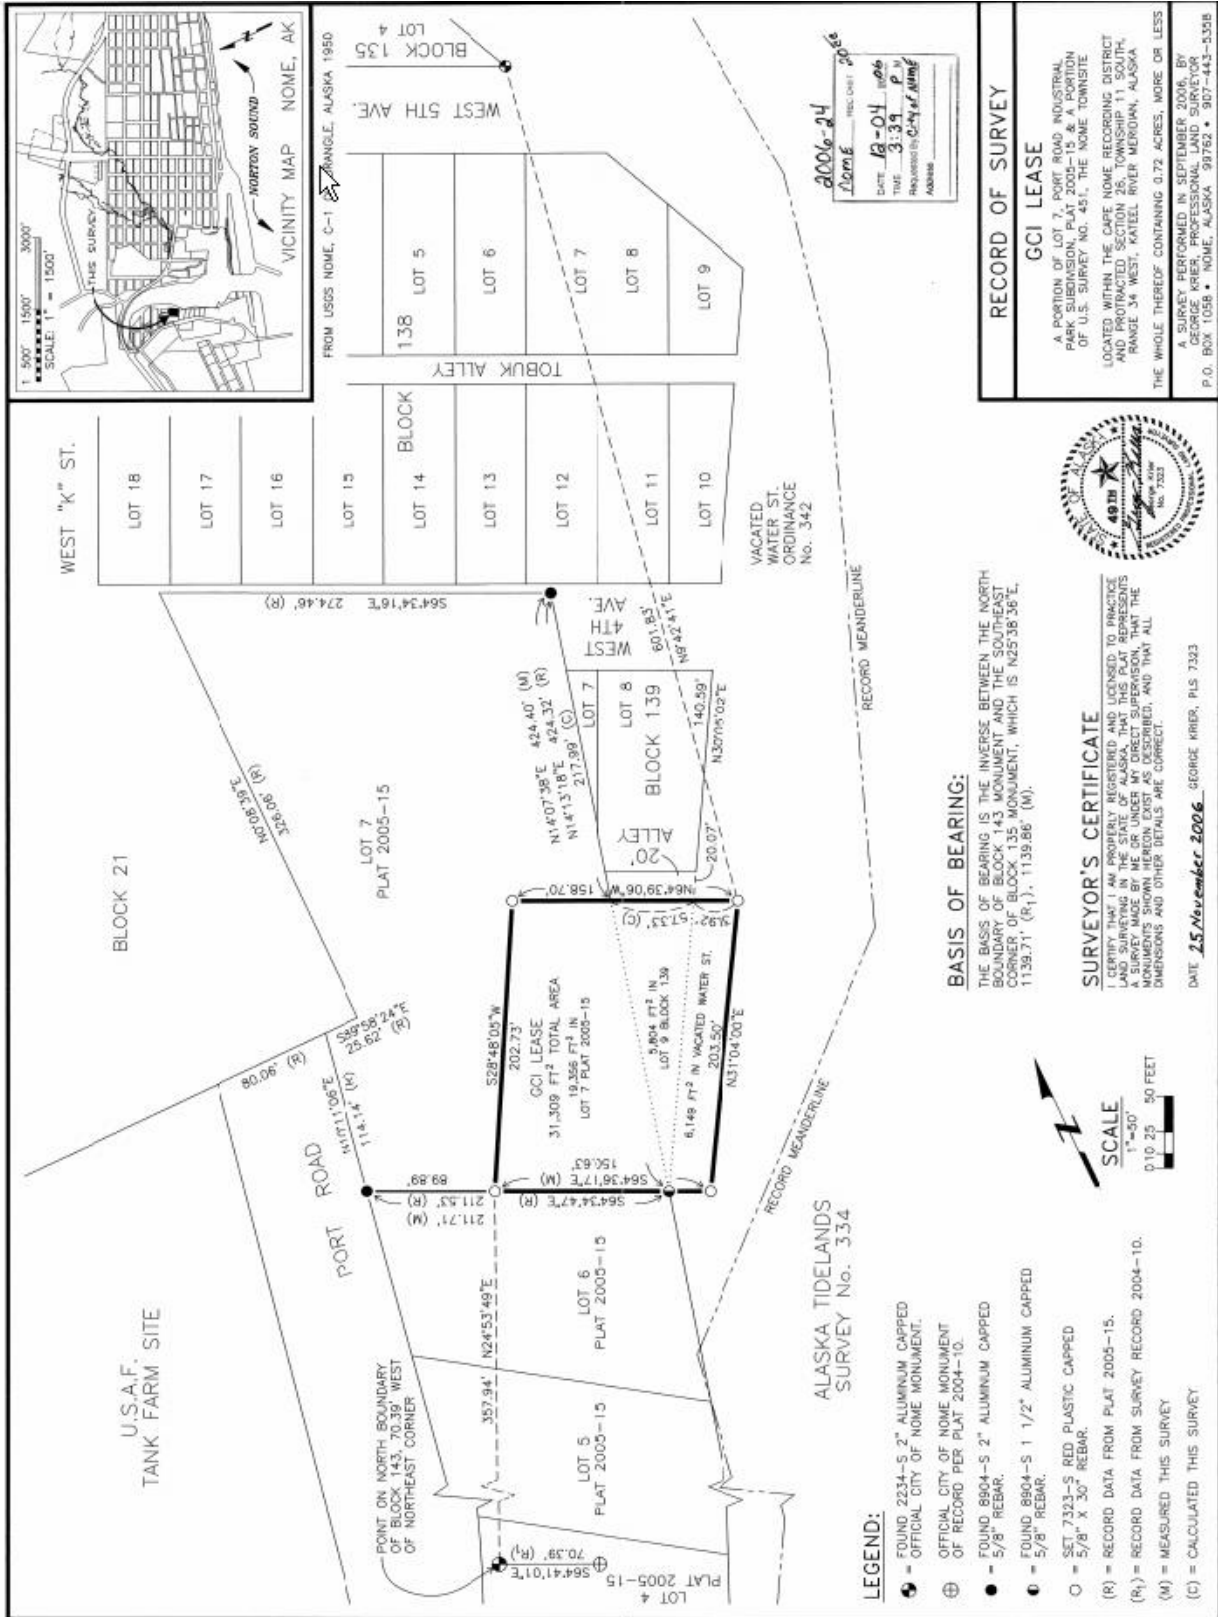 1 500' 1500' 3000'
SCALE: 1" = 1500'
THIS SURVEY
NORTON SOUND
VICINITY MAP NOME, AK
FROM USGS NOME, C-1 ALASKA 1950
U.S.A.F.
TANK FARM SITE
BLOCK 21
WEST "K" ST.
LOT 18
LOT 17
LOT 16
LOT 15
LOT 14
LOT 13
LOT 12
LOT 11
LOT 10
BLOCK 138
TOBUK ALLEY
LOT 5
LOT 6
LOT 7
LOT 8
LOT 9
WEST 5TH AVE.
BLOCK 135
LOT 4
PORT ROAD
80.06' (R)
S89°58'24"E
25.62' (R)
N17°11'06"E
114.14' (R)
N0°08'39"E
326.06' (R)
S64°34'16"E 274.46' (R)
LOT 7
PLAT 2005-15
N14°07'38"E 424.40' (M)
N14°13'18"E 424.32' (R)
217.99' (C)
WEST
4TH
AVE.
601.83'
N9°42'41"E
LOT 7
LOT 8
BLOCK 139
140.59'
N30°05'02"E
20' ALLEY
20.07'
VACATED
WATER ST.
ORDINANCE
No. 342
POINT ON NORTH BOUNDARY
OF BLOCK 143, 70.39' WEST
OF NORTHEAST CORNER
357.94' N24°53'49"E
211.71' (M)
211.53' (R)
89.89'
S64°34'47"E (R)
S64°36'17"E (M)
150.63'
S28°48'05"W
202.73'
GCI LEASE
31,309 FT² TOTAL AREA
19,356 FT² IN
LOT 7 PLAT 2005-15
5,804 FT² IN
LOT 9 BLOCK 139
6,149 FT² IN VACATED WATER ST.
203.50'
N31°04'00"E
158.70'
N64°39'06"W
57.33' (C)
LOT 6
PLAT 2005-15
LOT 5
PLAT 2005-15
LOT 4
PLAT 2005-15
S64°41'01"E
70.39' (R₁)
RECORD MEANDERLINE
RECORD MEANDERLINE
ALASKA TIDELANDS
SURVEY No. 334
2006-24
Nome REC DIST
DATE 12-04 2006
TIME 3:39 P M
Requested By City of Nome
Address
LEGEND:
= FOUND 2234-S 2" ALUMINUM CAPPED
OFFICIAL CITY OF NOME MONUMENT.
OFFICIAL CITY OF NOME MONUMENT
= OF RECORD PER PLAT 2004-10.
= FOUND 8904-S 2" ALUMINUM CAPPED
5/8" REBAR.
= FOUND 8904-S 1 1/2" ALUMINUM CAPPED
5/8" REBAR.
= SET 7323-S RED PLASTIC CAPPED
5/8" X 30" REBAR.
(R) = RECORD DATA FROM PLAT 2005-15.
(R₁) = RECORD DATA FROM SURVEY RECORD 2004-10.
(M) = MEASURED THIS SURVEY
(C) = CALCULATED THIS SURVEY
SCALE
1"=50'
0 10 25 50 FEET
BASIS OF BEARING:
THE BASIS OF BEARING IS THE INVERSE BETWEEN THE NORTH
BOUNDARY OF BLOCK 143 MONUMENT AND THE SOUTHEAST
CORNER OF BLOCK 135 MONUMENT, WHICH IS N25°38'36"E,
1139.71' (R₁), 1139.86' (M).
SURVEYOR'S CERTIFICATE
I CERTIFY THAT I AM PROPERLY REGISTERED AND LICENSED TO PRACTICE
LAND SURVEYING IN THE STATE OF ALASKA, THAT THIS PLAT REPRESENTS
A SURVEY MADE BY ME OR UNDER MY DIRECT SUPERVISION, THAT THE
MONUMENTS SHOWN HEREON EXIST AS DESCRIBED, AND THAT ALL
DIMENSIONS AND OTHER DETAILS ARE CORRECT.
DATE 25 November 2006 GEORGE KRIER, PLS 7323
STATE OF ALASKA
49TH
George Krier
No. 7323
REGISTERED PROFESSIONAL LAND SURVEYOR
RECORD OF SURVEY
GCI LEASE
A PORTION OF LOT 7, PORT ROAD INDUSTRIAL
PARK SUBDIVISION, PLAT 2005-15 & A PORTION
OF U.S. SURVEY NO. 451, THE NOME TOWNSITE
LOCATED WITHIN THE CAPE NOME RECORDING DISTRICT
AND PROTRACTED SECTION 26, TOWNSHIP 11 SOUTH,
RANGE 34 WEST, KATEEL RIVER MERIDIAN, ALASKA
THE WHOLE THEREOF CONTAINING 0.72 ACRES, MORE OR LESS
A SURVEY PERFORMED IN SEPTEMBER 2006, BY
GEORGE KRIER, PROFESSIONAL LAND SURVEYOR
P.O. BOX 1058 • NOME, ALASKA 99762 • 907-443-5358